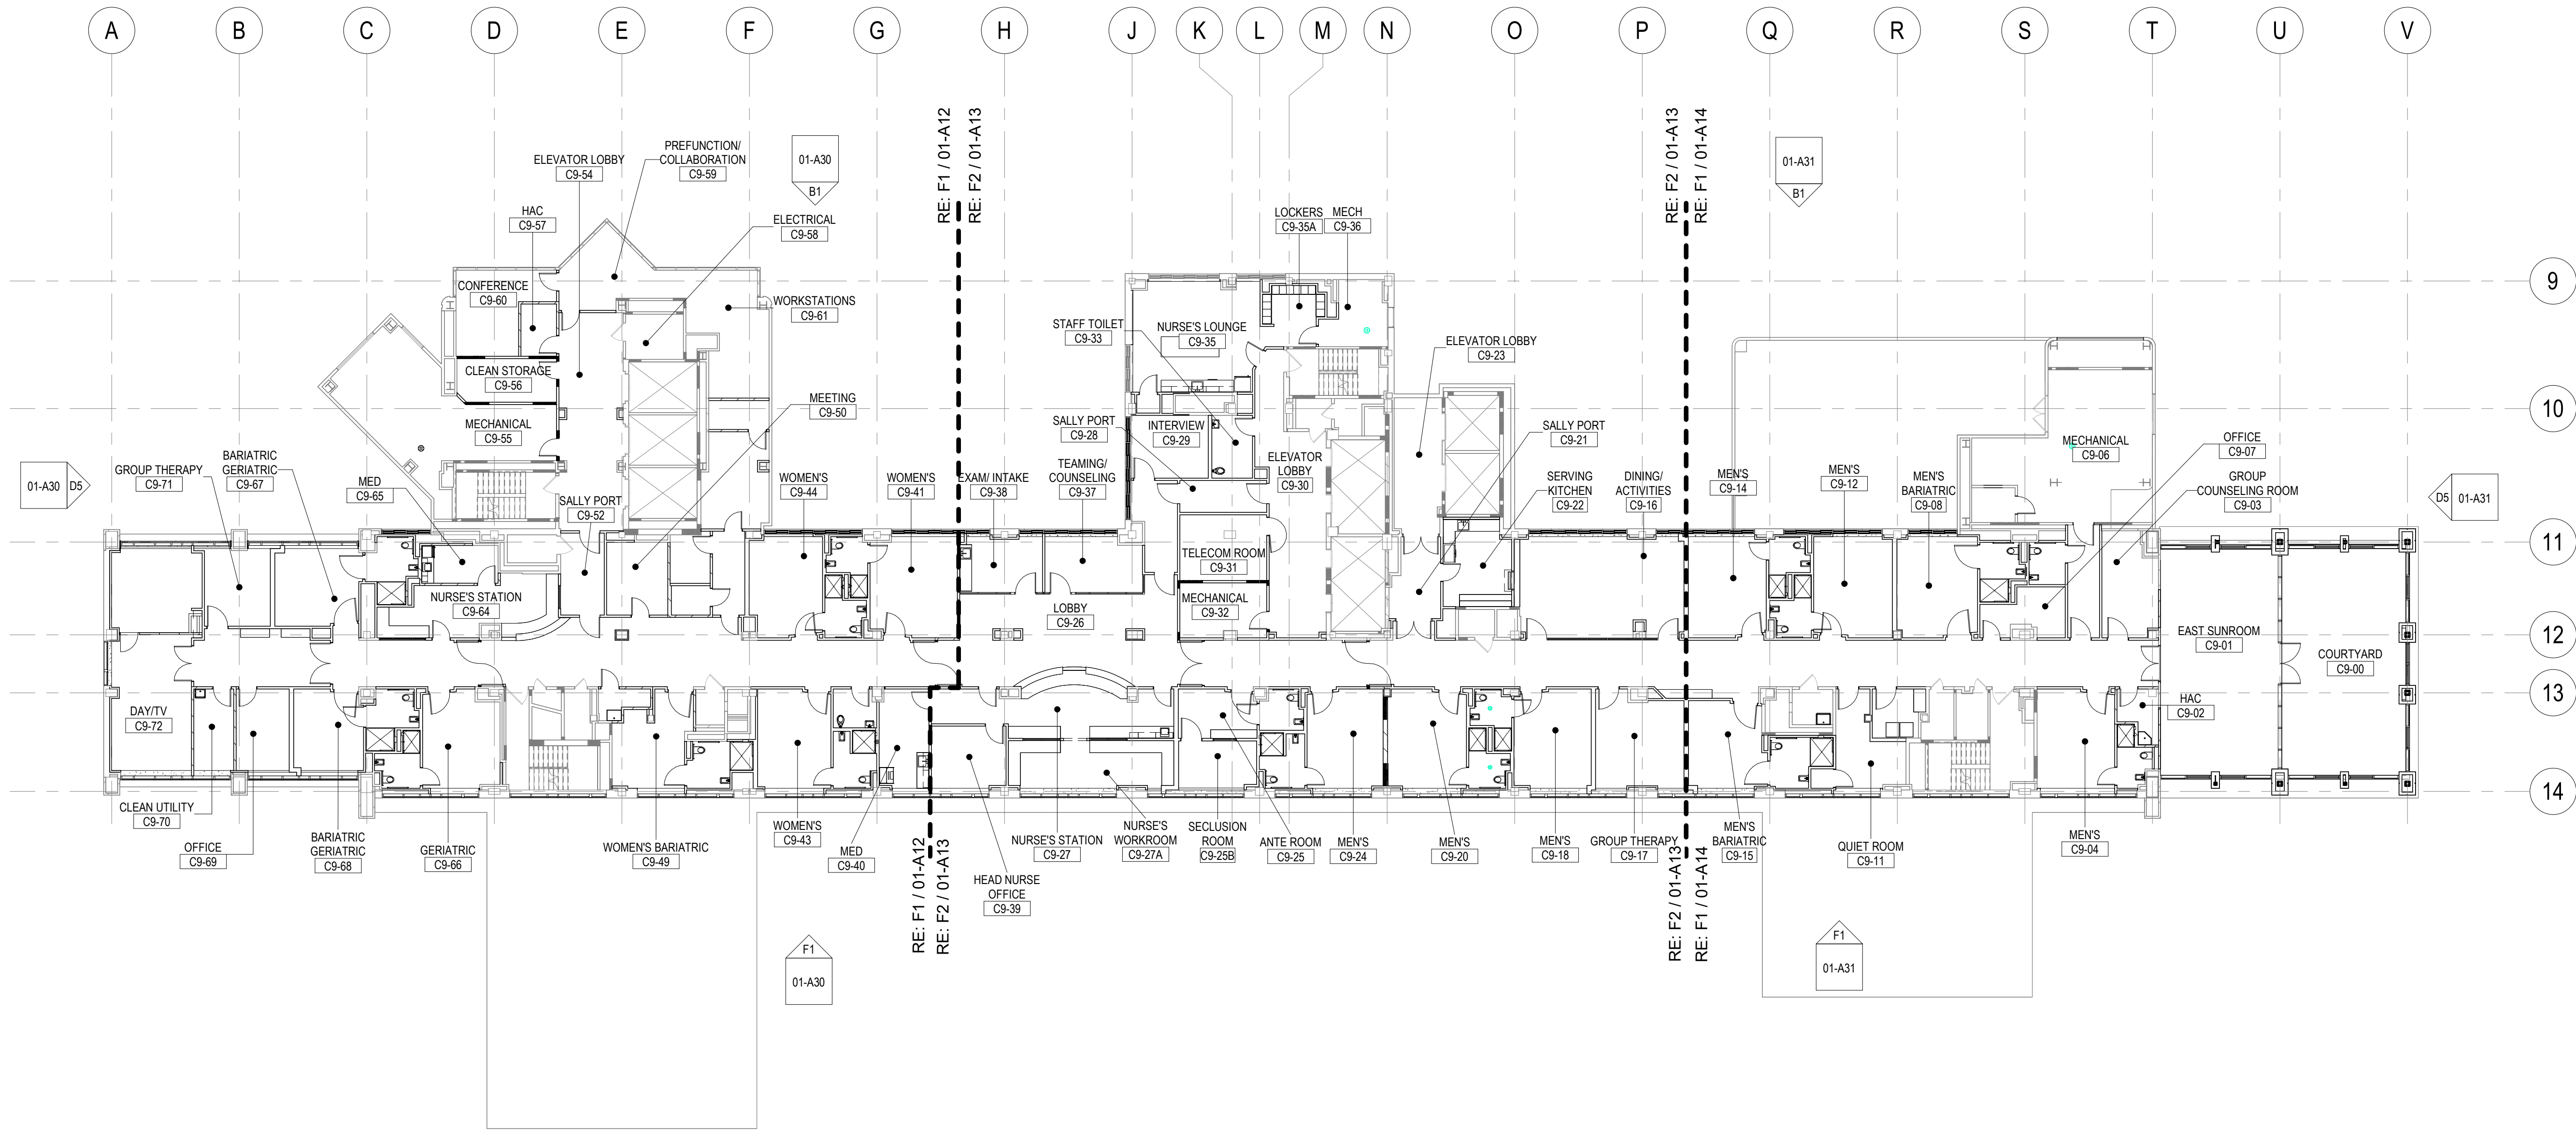 A
B
C
D
E
F
G
H
J
K
L
M
N
O
P
Q
R
S
T
U
V
RE: F1 / 01-A12
RE: F2 / 01-A13
RE: F2 / 01-A13
RE: F1 / 01-A14
01-A30
B1
01-A31
B1
PREFUNCTION/
COLLABORATION
C9-59
ELEVATOR LOBBY
C9-54
HAC
C9-57
ELECTRICAL
C9-58
LOCKERS
C9-35A
MECH
C9-36
9
CONFERENCE
C9-60
WORKSTATIONS
C9-61
STAFF TOILET
C9-33
NURSE'S LOUNGE
C9-35
ELEVATOR LOBBY
C9-23
CLEAN STORAGE
C9-56
MEETING
C9-50
10
MECHANICAL
C9-55
SALLY PORT
C9-28
INTERVIEW
C9-29
SALLY PORT
C9-21
MECHANICAL
C9-06
OFFICE
C9-07
01-A30
D5
GROUP THERAPY
C9-71
BARIATRIC
GERIATRIC
C9-67
MED
C9-65
SALLY PORT
C9-52
WOMEN'S
C9-44
WOMEN'S
C9-41
EXAM/ INTAKE
C9-38
TEAMING/
COUNSELING
C9-37
ELEVATOR
LOBBY
C9-30
SERVING
KITCHEN
C9-22
DINING/
ACTIVITIES
C9-16
MEN'S
C9-14
MEN'S
C9-12
MEN'S
BARIATRIC
C9-08
GROUP
COUNSELING ROOM
C9-03
D5
01-A31
11
TELECOM ROOM
C9-31
NURSE'S STATION
C9-64
LOBBY
C9-26
MECHANICAL
C9-32
12
EAST SUNROOM
C9-01
COURTYARD
C9-00
13
DAY/TV
C9-72
HAC
C9-02
14
CLEAN UTILITY
C9-70
OFFICE
C9-69
BARIATRIC
GERIATRIC
C9-68
GERIATRIC
C9-66
WOMEN'S BARIATRIC
C9-49
WOMEN'S
C9-43
MED
C9-40
HEAD NURSE
OFFICE
C9-39
NURSE'S STATION
C9-27
NURSE'S
WORKROOM
C9-27A
SECLUSION
ROOM
C9-25B
ANTE ROOM
C9-25
MEN'S
C9-24
MEN'S
C9-20
MEN'S
C9-18
GROUP THERAPY
C9-17
MEN'S
BARIATRIC
C9-15
QUIET ROOM
C9-11
MEN'S
C9-04
RE: F1 / 01-A12
RE: F2 / 01-A13
RE: F2 / 01-A13
RE: F1 / 01-A14
F1
01-A30
F1
01-A31